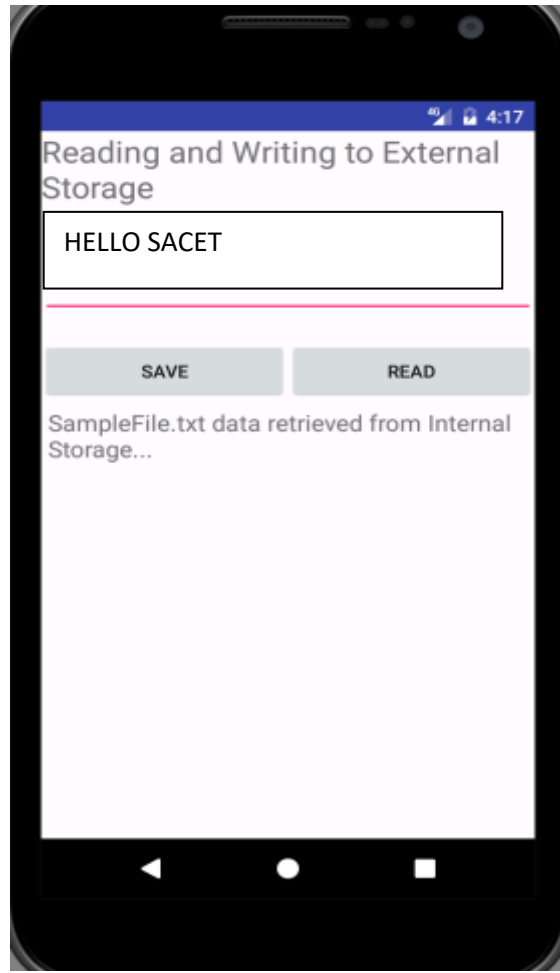 4G 4:17
Reading and Writing to External
Storage
HELLO SACET
SAVE READ
SampleFile.txt data retrieved from Internal
Storage...